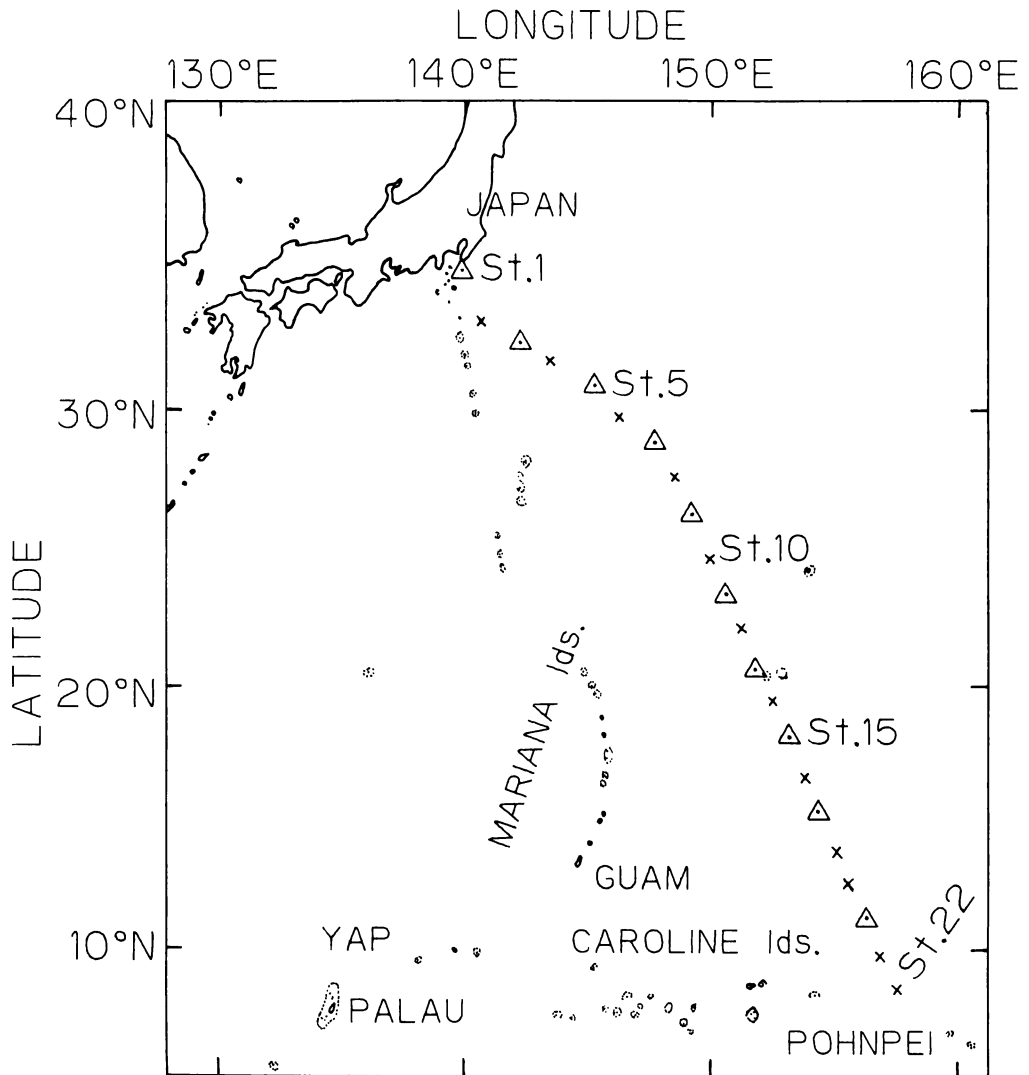 LONGITUDE
130°E 140°E 150°E 160°E
40°N
JAPAN
St.1
St.5
30°N
St.10
LATITUDE
20°N
MARIANA Ids.
St.15
GUAM
St.22
10°N
YAP
CAROLINE Ids.
PALAU
POHNPEI